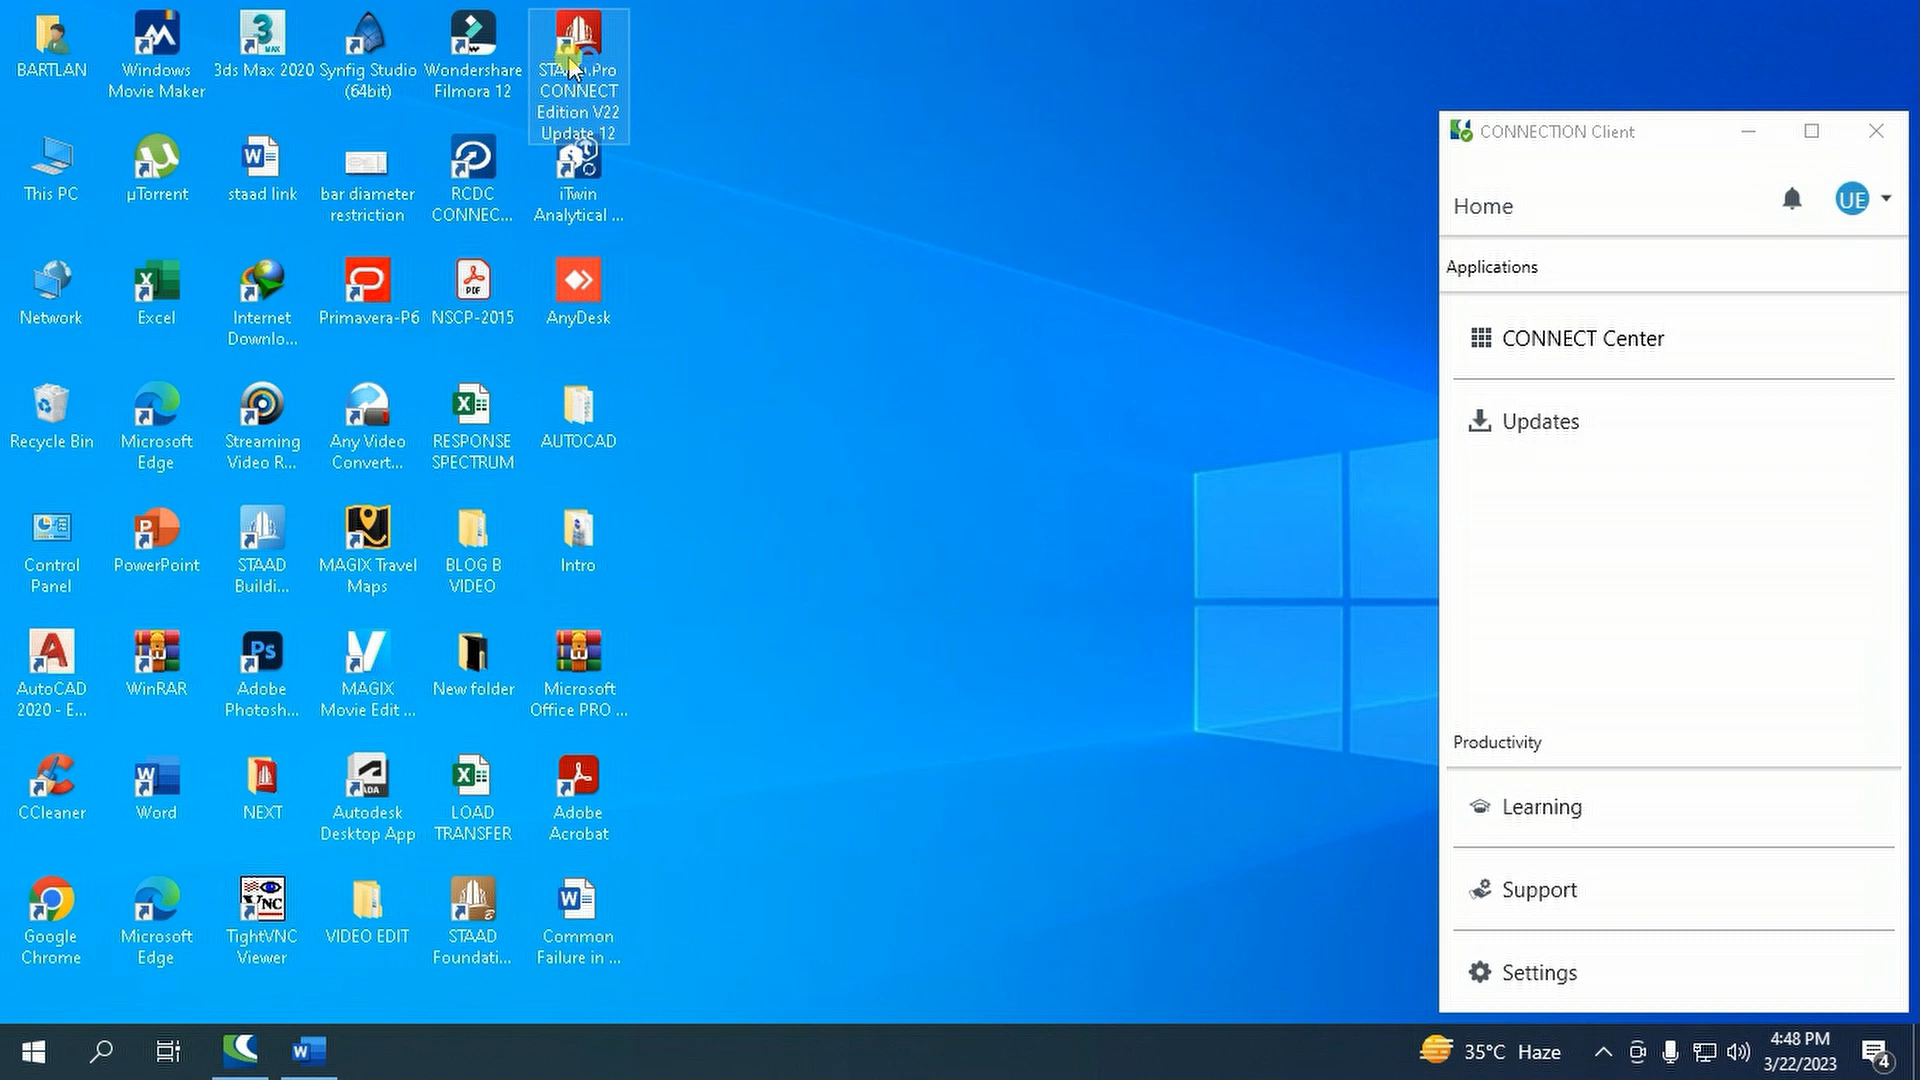 BARTLAN
Windows
Movie Maker
3ds Max 2020
Synfig Studio
(64bit)
Wondershare
Filmora 12
CONNECT
Edition V22
Update 12
This PC
µTorrent
staad link
bar diameter
restriction
RCDC
CONNEC...
iTwin
Analytical ...
Network
Excel
Internet
Downlo...
Primavera-P6
PDF
NSCP-2015
AnyDesk
Recycle Bin
Microsoft
Edge
Streaming
Video R...
Any Video
Convert...
RESPONSE
SPECTRUM
AUTOCAD
Control
Panel
PowerPoint
STAAD
Buildi...
MAGIX Travel
Maps
BLOG B
VIDEO
Intro
AutoCAD
2020 - E...
WinRAR
Adobe
Photosh...
MAGIX
Movie Edit ...
New folder
Microsoft
Office PRO ...
CCleaner
Word
NEXT
Autodesk
Desktop App
LOAD
TRANSFER
Adobe
Acrobat
Google
Chrome
Microsoft
Edge
TightVNC
Viewer
VIDEO EDIT
STAAD
Foundati...
Common
Failure in ...
CONNECTION Client
Home
UE
Applications
CONNECT Center
Updates
Productivity
Learning
Support
Settings
35°C Haze
4:48 PM
3/22/2023
4